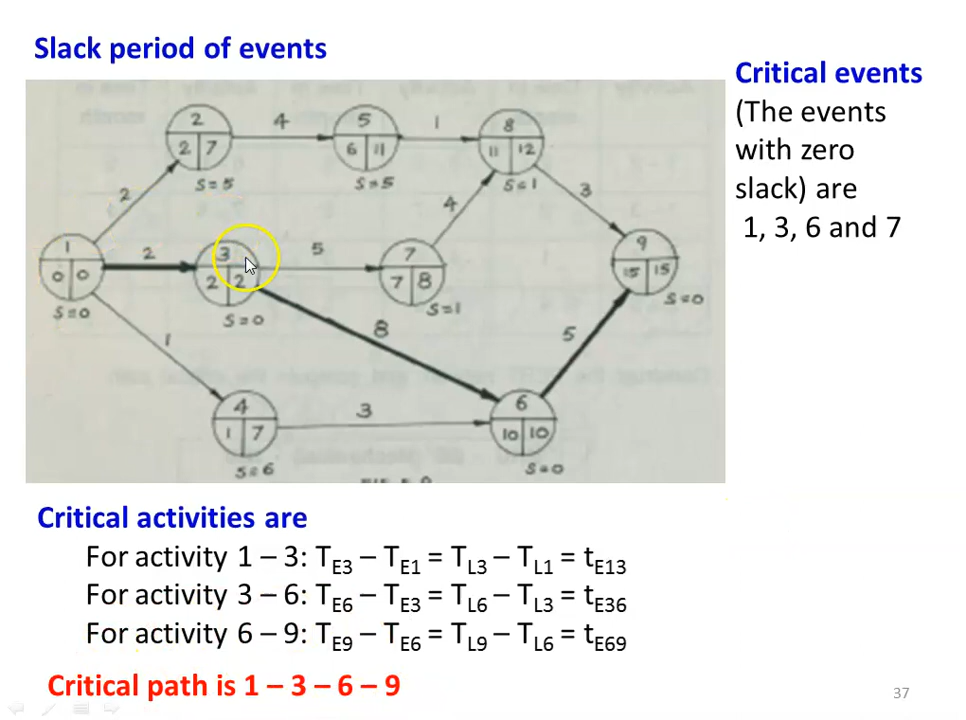 Slack period of events
Critical events
(The events
with zero
slack) are
1, 3, 6 and 7
2
2 7
S=5
4
5
6 11
S=5
1
8
11 12
S=1
2
4
3
1
0 0
S=0
2
3
2 2
S=0
5
7
7 8
S=1
9
15 15
S=0
1
8
5
4
1 7
S=6
3
6
10 10
S=0
Critical activities are
For activity 1 – 3: TE3 – TE1 = TL3 – TL1 = tE13
For activity 3 – 6: TE6 – TE3 = TL6 – TL3 = tE36
For activity 6 – 9: TE9 – TE6 = TL9 – TL6 = tE69
Critical path is 1 – 3 – 6 – 9
37